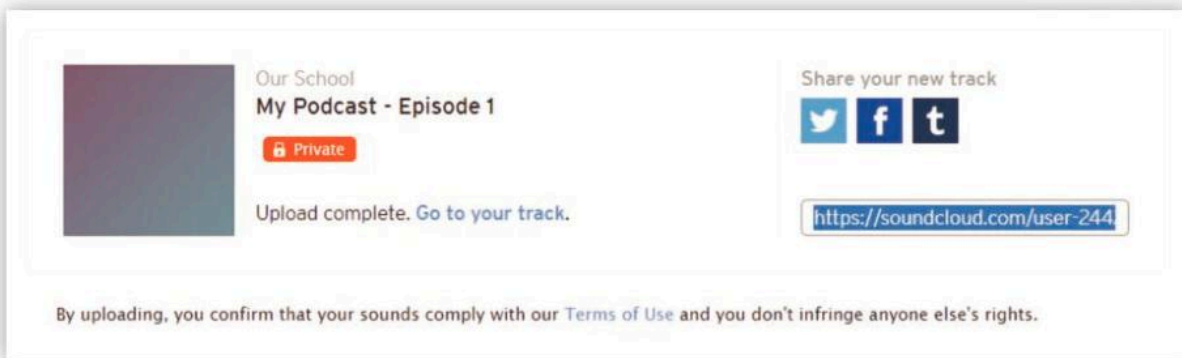 Our School
My Podcast - Episode 1
Private
Upload complete. Go to your track.
Share your new track
https://soundcloud.com/user-244
By uploading, you confirm that your sounds comply with our Terms of Use and you don't infringe anyone else's rights.